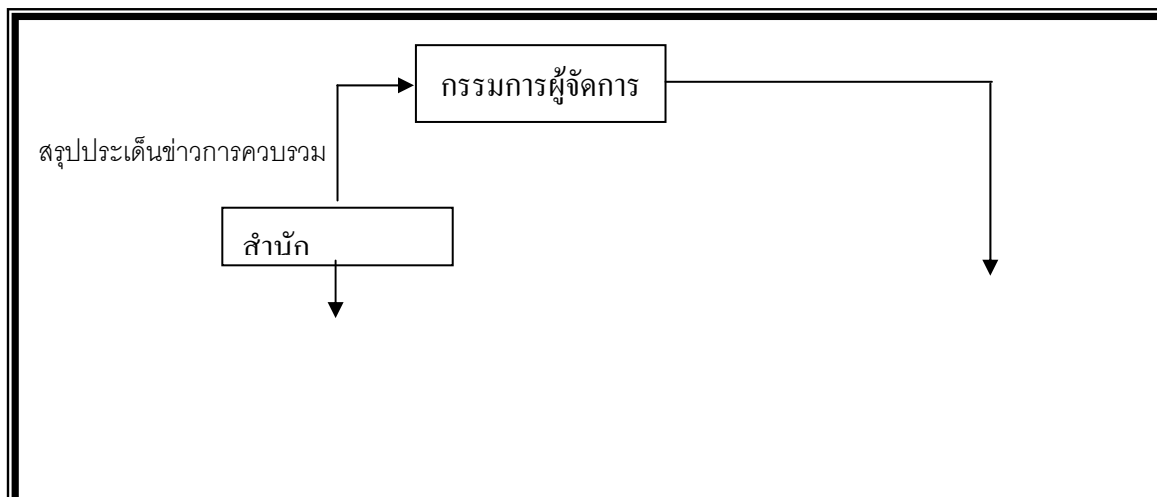 กรรมการผู้จัดการ
สรุปประเด็นข่าวการควบรวม
สำบัก